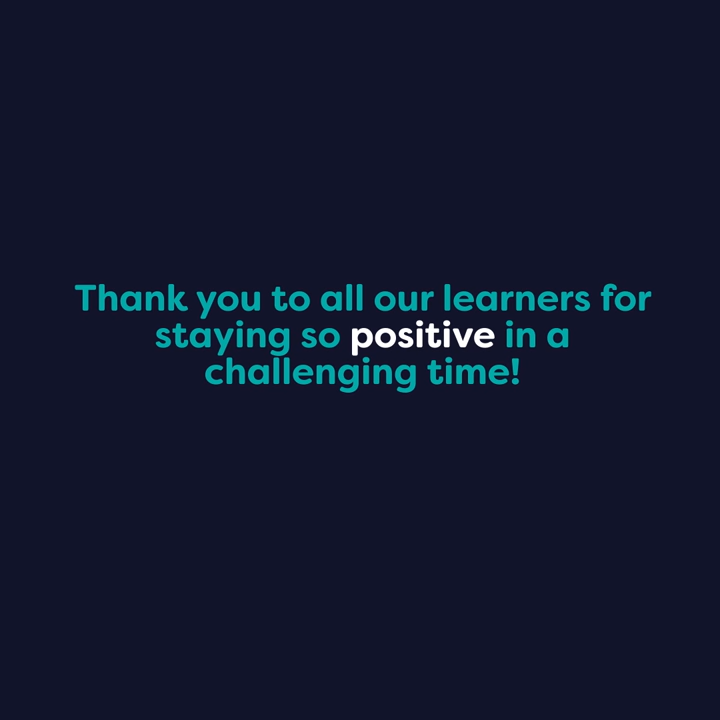 Thank you to all our learners for
staying so positive in a
challenging time!